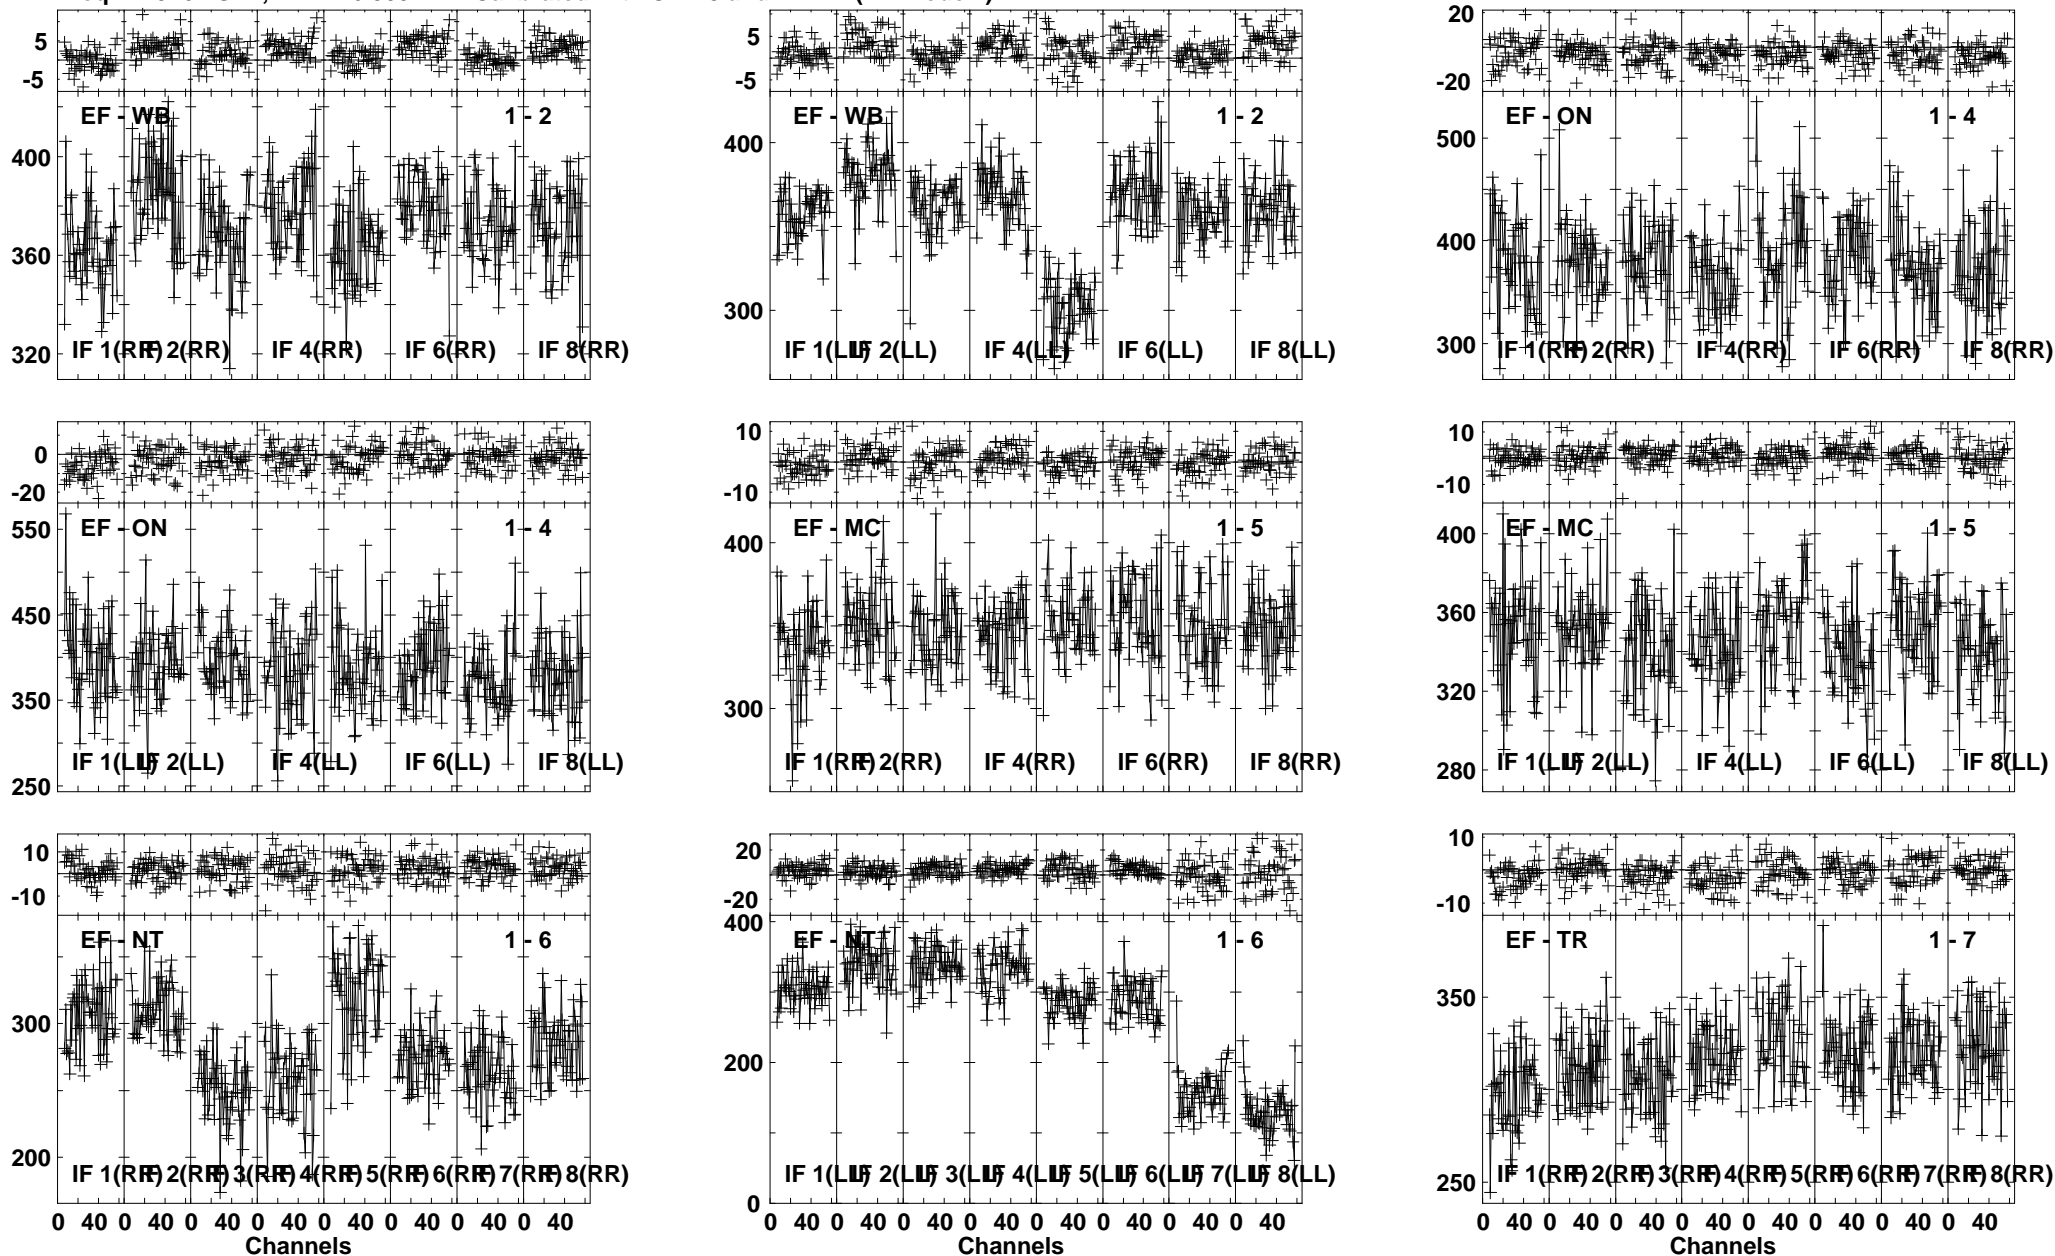 5 5 20
-5 -5 -20
EF - WB 1 - 2 EF - WB 1 - 2 EF - ON 1 - 4
400 400 500
360 300 400
320 300
IF 1(RR) IF 2(RR) IF 4(RR) IF 6(RR) IF 8(RR) IF 1(LL) IF 2(LL) IF 4(LL) IF 6(LL) IF 8(LL) IF 1(RR) IF 2(RR) IF 4(RR) IF 6(RR) IF 8(RR)
0 10 10
-20 -10 -10
EF - ON 1 - 4 EF - MC 1 - 5 EF - MC 1 - 5
550 400 400
450 360
350 300 320
250 280
IF 1(LL) IF 2(LL) IF 4(LL) IF 6(LL) IF 8(LL) IF 1(RR) IF 2(RR) IF 4(RR) IF 6(RR) IF 8(RR) IF 1(LL) IF 2(LL) IF 4(LL) IF 6(LL) IF 8(LL)
10 20 10
-10 -20 -10
EF - NT 1 - 6 EF - NT 1 - 6 EF - TR 1 - 7
300 400 350
200 200 250
0
IF 1(RR) IF 2(RR) IF 3(RR) IF 4(RR) IF 5(RR) IF 6(RR) IF 7(RR) IF 8(RR) IF 1(LL) IF 2(LL) IF 3(LL) IF 4(LL) IF 5(LL) IF 6(LL) IF 7(LL) IF 8(LL) IF 1(RR) IF 2(RR) IF 3(RR) IF 4(RR) IF 5(RR) IF 6(RR) IF 7(RR) IF 8(RR)
0 40 0 40 0 40 0 40 0 40 0 40 0 40 0 40 0 40 0 40 0 40 0 40 0 40 0 40 0 40 0 40 0 40 0 40 0 40 0 40 0 40 0 40 0 40 0 40
Channels Channels